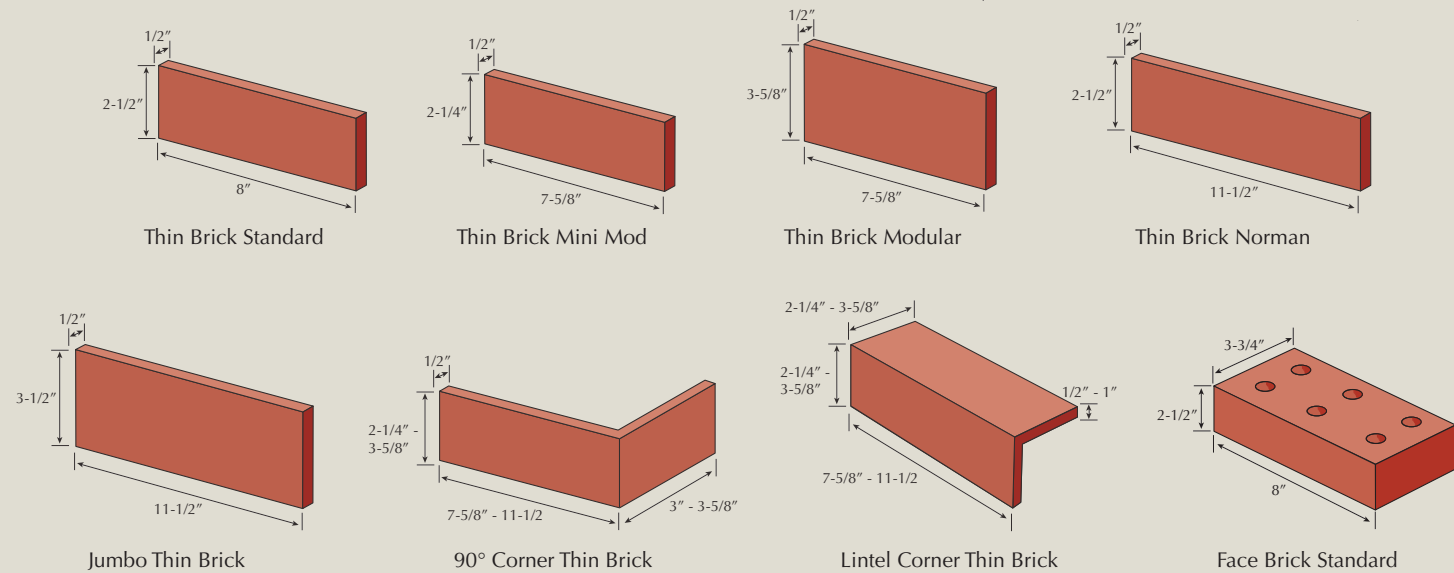 1/2"
2-1/2"
8"
Thin Brick Standard
1/2"
2-1/4"
7-5/8"
Thin Brick Mini Mod
1/2"
3-5/8"
7-5/8"
Thin Brick Modular
1/2"
2-1/2"
11-1/2"
Thin Brick Norman
1/2"
3-1/2"
11-1/2"
Jumbo Thin Brick
1/2"
2-1/4" -
3-5/8"
7-5/8" - 11-1/2
3" - 3-5/8"
90° Corner Thin Brick
2-1/4" - 3-5/8"
2-1/4" -
3-5/8"
1/2" - 1"
7-5/8" - 11-1/2
Lintel Corner Thin Brick
3-3/4"
2-1/2"
8"
Face Brick Standard